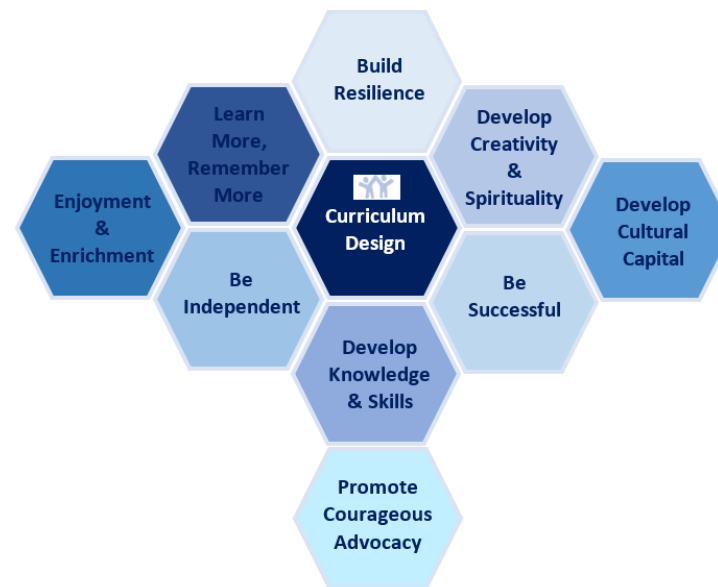 Build
Resilience
Learn
More,
Remember
More
Develop
Creativity
&
Spirituality
Enjoyment
&
Enrichment
Curriculum
Design
Develop
Cultural
Capital
Be
Independent
Be
Successful
Develop
Knowledge
& Skills
Promote
Courageous
Advocacy